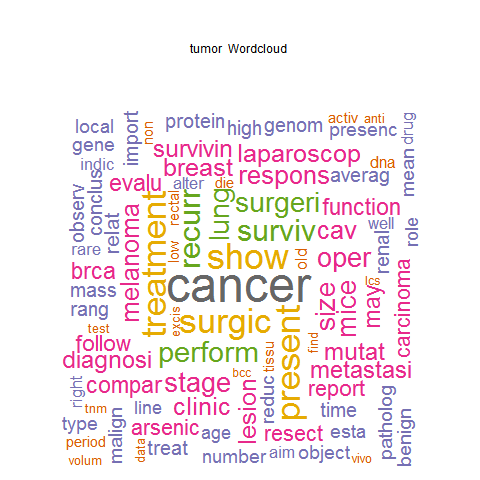 tumor Wordcloud
local
gene
indic
import
non
protein
high
genom
activ
anti
presenc
drug
observ
conclus
evalu
survivin
breast
alter
die
laparoscop
respons
averag
dna
mean
relat
melanoma
treatment
rectal
recurr
lung
surgeri
surviv
function
cav
well
role
rare
brca
mass
rang
low
show
old
oper
renal
cancer
size
mice
may
lcs
carcinoma
test
follow
diagnosi
excis
surgic
present
find
mutat
metastasi
perform
tissu
bcc
reduc
report
right
compar
stage
lesion
clinic
tnm
line
arsenic
type
malign
period
volum
data
treat
age
number
aim
resect
object
time
esta
vivo
patholog
benign